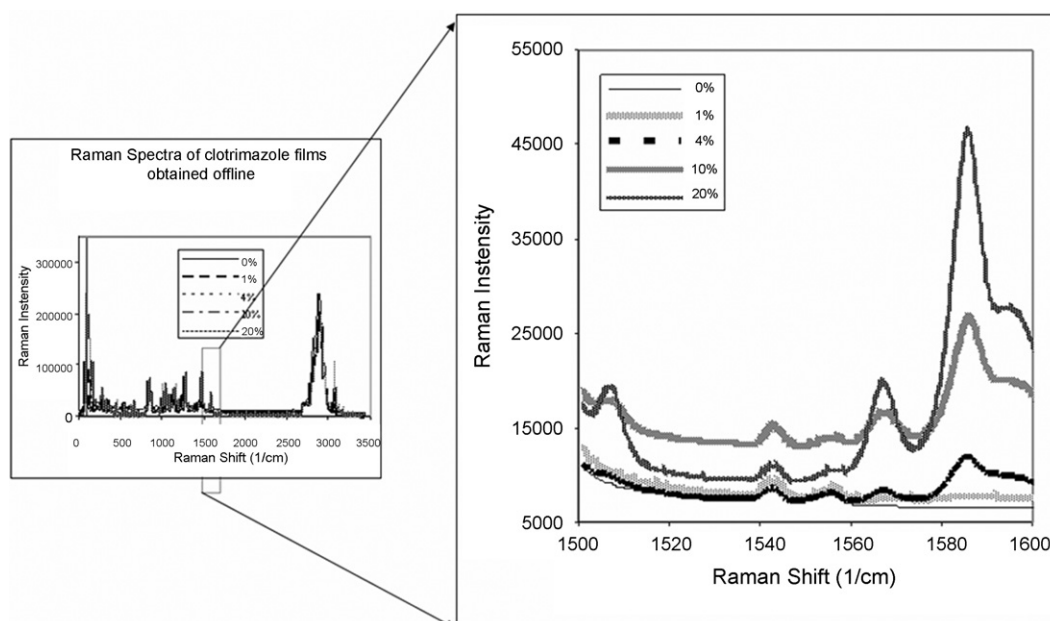 Raman Spectra of clotrimazole films
obtained offline
Raman Instensity
300000
200000
100000
0
0%
1%
4%
20%
0 500 1000 1500 2000 2500 3000 3500
Raman Shift (1/cm)
Raman Instensity
55000
45000
35000
25000
15000
5000
0%
1%
4%
10%
20%
1500 1520 1540 1560 1580 1600
Raman Shift (1/cm)